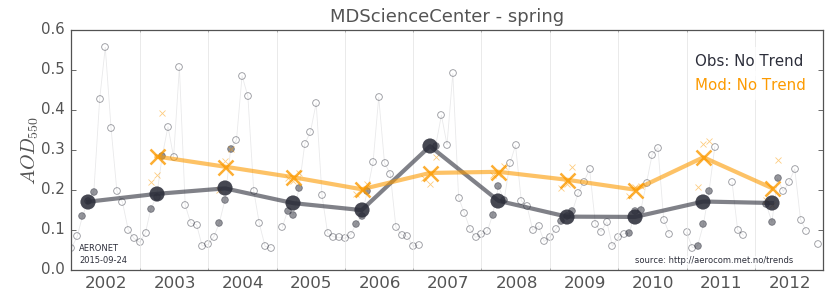 MDScienceCenter - spring
0.6
0.5
0.4
0.3
0.2
0.1
0.0
AOD550
Obs: No Trend
Mod: No Trend
AERONET
2015-09-24
source: http://aerocom.met.no/trends
2002 2003 2004 2005 2006 2007 2008 2009 2010 2011 2012